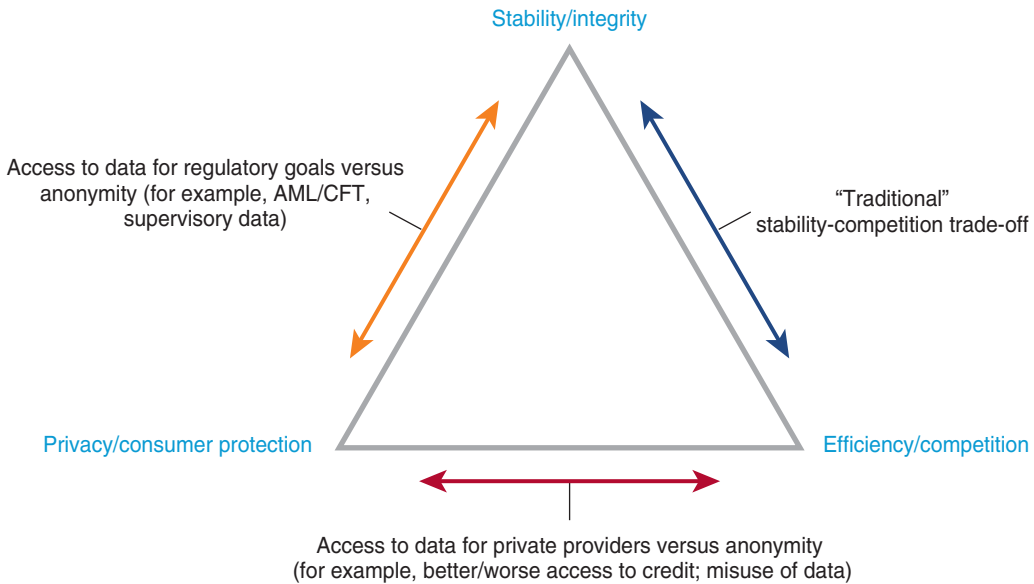 Stability/integrity
Access to data for regulatory goals versus
anonymity (for example, AML/CFT,
supervisory data)
“Traditional”
stability-competition trade-off
Privacy/consumer protection
Efficiency/competition
Access to data for private providers versus anonymity
(for example, better/worse access to credit; misuse of data)